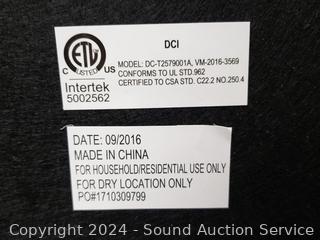 DCI
ETL
C LISTED US
Intertek
5002562
MODEL: DC-T2579001A, VM-2016-3569
CONFORMS TO UL STD.962
CERTIFIED TO CSA STD. C22.2 NO.250.4
DATE: 09/2016
MADE IN CHINA
FOR HOUSEHOLD/RESIDENTIAL USE ONLY
FOR DRY LOCATION ONLY
PO#1710309799
Copyright 2024 - Sound Auction Service